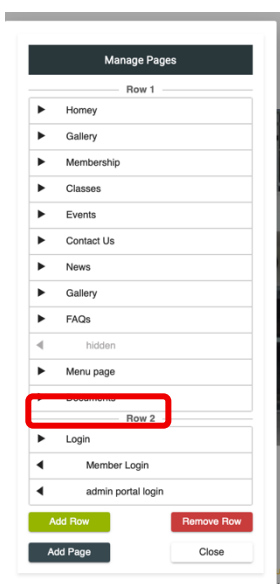 Manage Pages
Row 1
Homey
Gallery
Membership
Classes
Events
Contact Us
News
Gallery
FAQs
hidden
Menu page
Documents
Row 2
Login
Member Login
admin portal login
Add Row Remove Row
Add Page Close